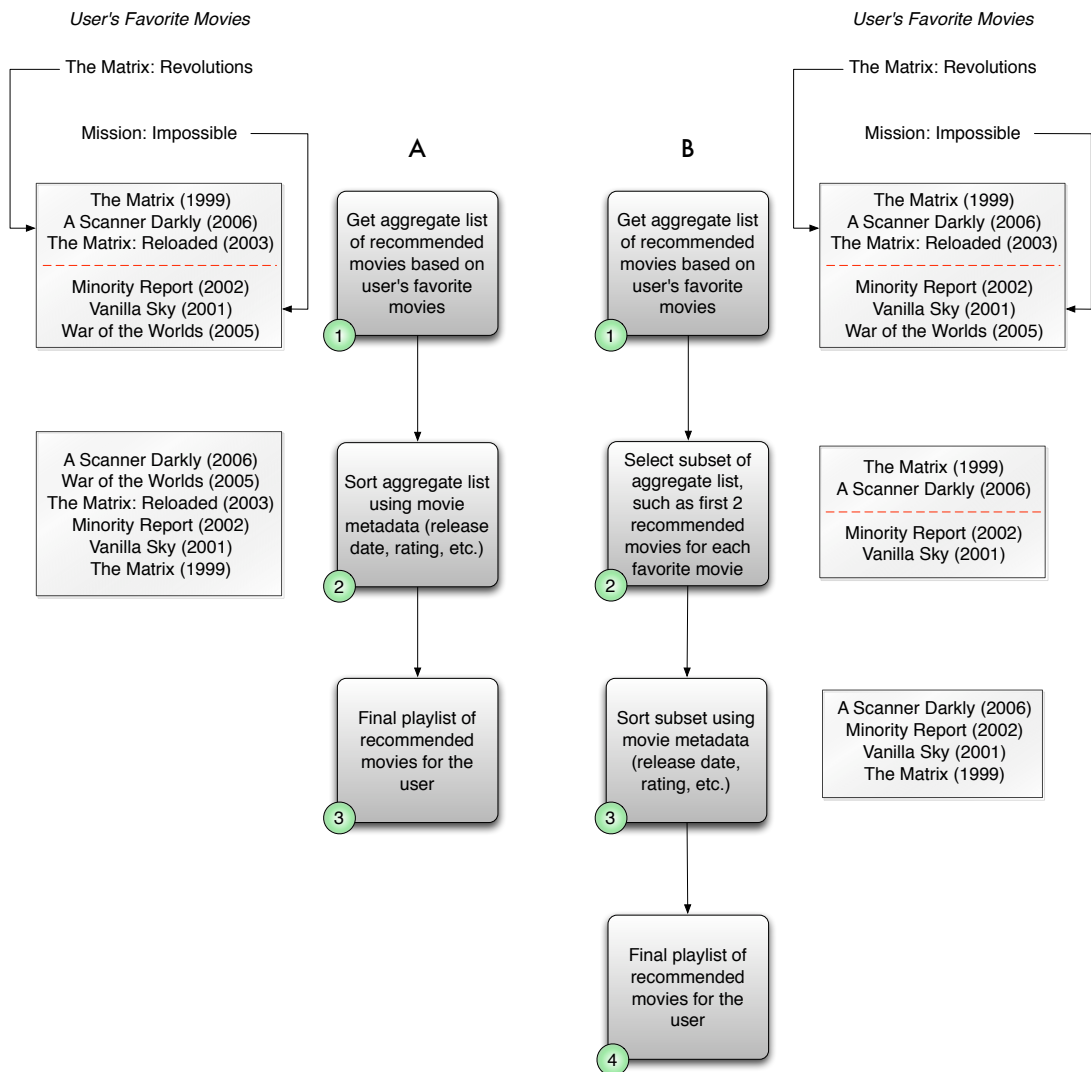 User's Favorite Movies
The Matrix: Revolutions
Mission: Impossible
The Matrix (1999)
A Scanner Darkly (2006)
The Matrix: Reloaded (2003)
Minority Report (2002)
Vanilla Sky (2001)
War of the Worlds (2005)
A Scanner Darkly (2006)
War of the Worlds (2005)
The Matrix: Reloaded (2003)
Minority Report (2002)
Vanilla Sky (2001)
The Matrix (1999)
A
Get aggregate list
of recommended
movies based on
user's favorite
movies
1
Sort aggregate list
using movie
metadata (release
date, rating, etc.)
2
Final playlist of
recommended
movies for the
user
3
B
Get aggregate list
of recommended
movies based on
user's favorite
movies
1
Select subset of
aggregate list,
such as first 2
recommended
movies for each
favorite movie
2
Sort subset using
movie metadata
(release date,
rating, etc.)
3
Final playlist of
recommended
movies for the
user
4
User's Favorite Movies
The Matrix: Revolutions
Mission: Impossible
The Matrix (1999)
A Scanner Darkly (2006)
The Matrix: Reloaded (2003)
Minority Report (2002)
Vanilla Sky (2001)
War of the Worlds (2005)
The Matrix (1999)
A Scanner Darkly (2006)
Minority Report (2002)
Vanilla Sky (2001)
A Scanner Darkly (2006)
Minority Report (2002)
Vanilla Sky (2001)
The Matrix (1999)